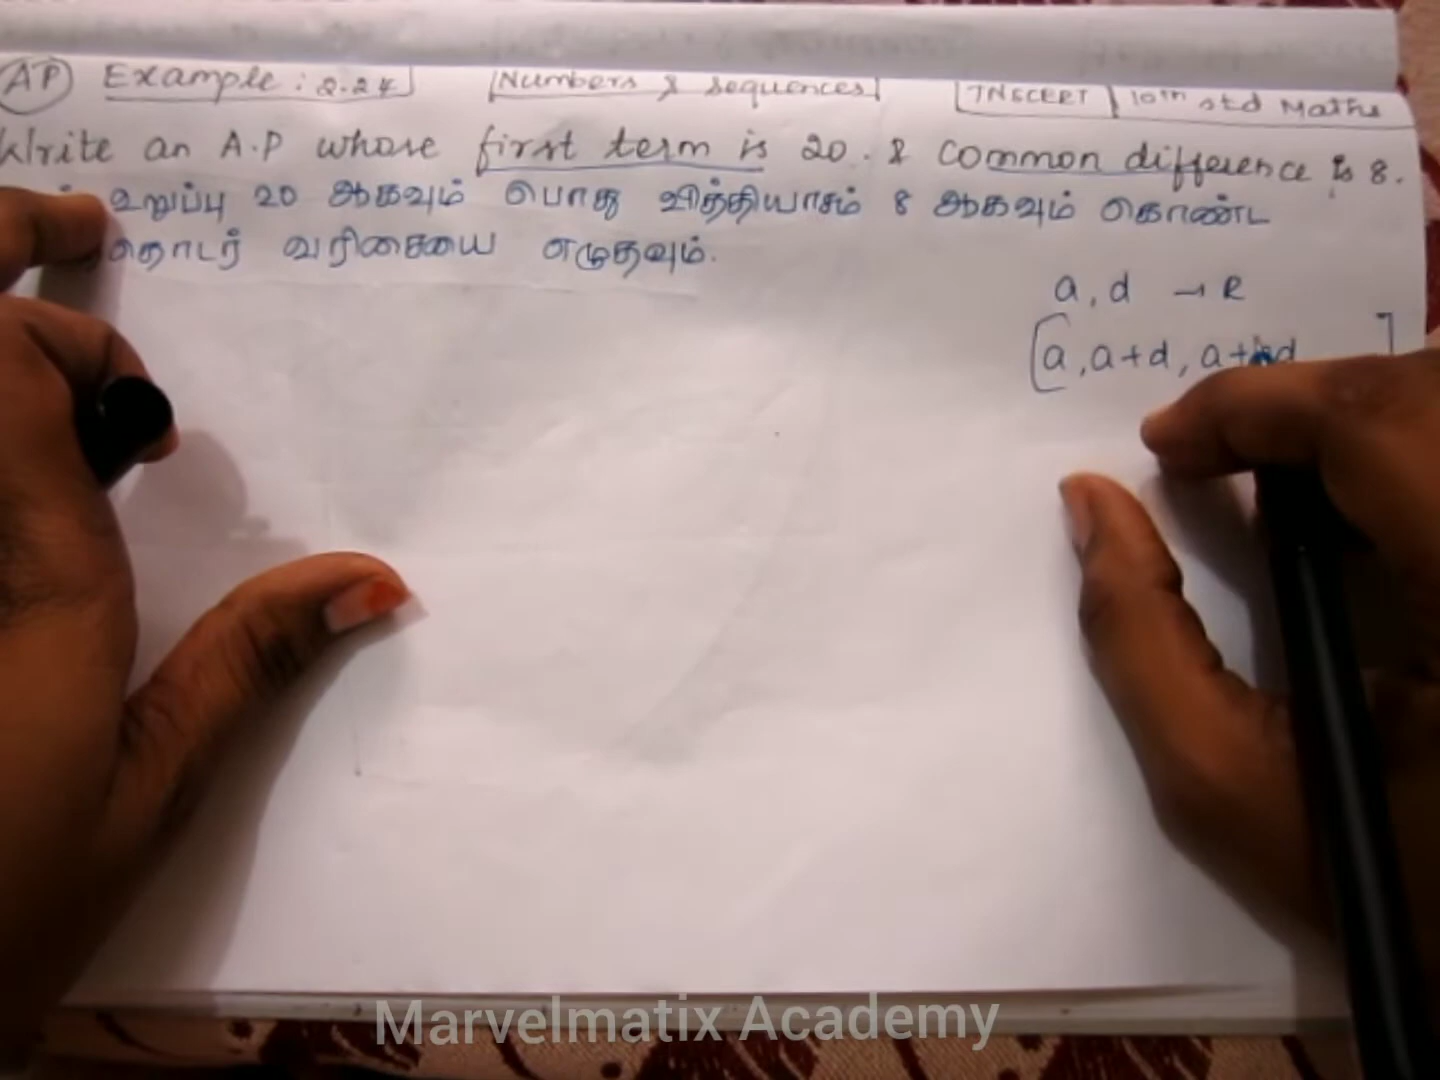 AP Example: 2.24 Numbers & Sequences TNSCERT 10th std Maths
Write an A.P whose first term is 20. & Common difference is 8.
உறுப்பு 20 ஆகவும் பொது வித்தியாசம் 8 ஆகவும் கொண்ட
தொடர் வரிசையை எழுதவும்.
a, d → R
[a, a+d, a+ d ]
Marvelmatix Academy